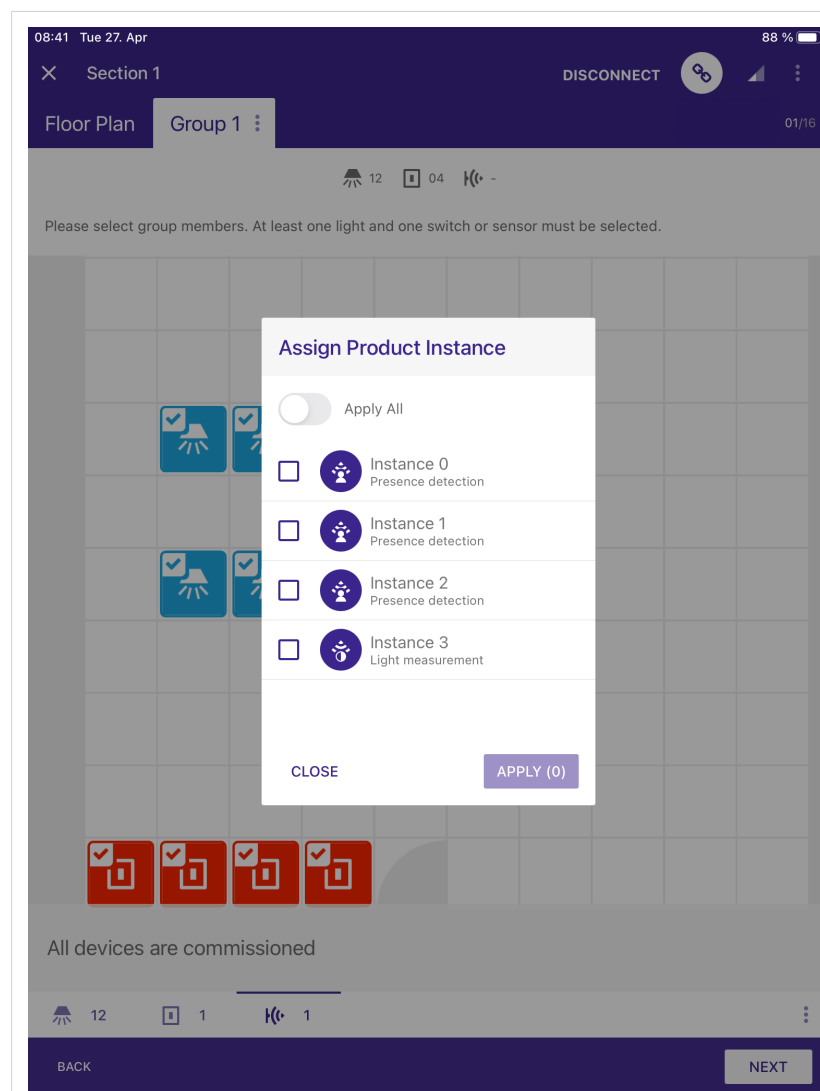 08:41 Tue 27. Apr 88 %
Section 1 DISCONNECT
Floor Plan Group 1 01/16
12 04 -
Please select group members. At least one light and one switch or sensor must be selected.
Assign Product Instance
Apply All
Instance 0
Presence detection
Instance 1
Presence detection
Instance 2
Presence detection
Instance 3
Light measurement
CLOSE APPLY (0)
All devices are commissioned
12 1 1
BACK NEXT